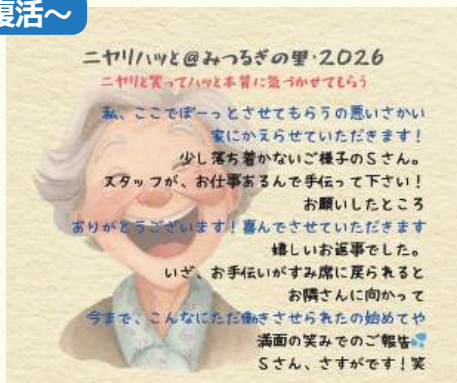 復活～
ニヤリハッと@みつるぎの里・2026
ニヤリと笑ってハッと本質に気づかせてもらう
私、ここでぼーっとさせてもらうの悪いさかい
家にかえらせていただきます！
少し落ち着かないご様子のSさん。
スタッフが、お仕事あるんで手伝って下さい！
お願いしたところ
ありがとうございます！喜んでさせていただきます
嬉しいお返事でした。
いざ、お手伝いがすみ席に戻られると
お隣さんに向かって
今まで、こんなにただ働きさせられたの始めてや
満面の笑みでのご報告💦
Sさん、さすがです！笑